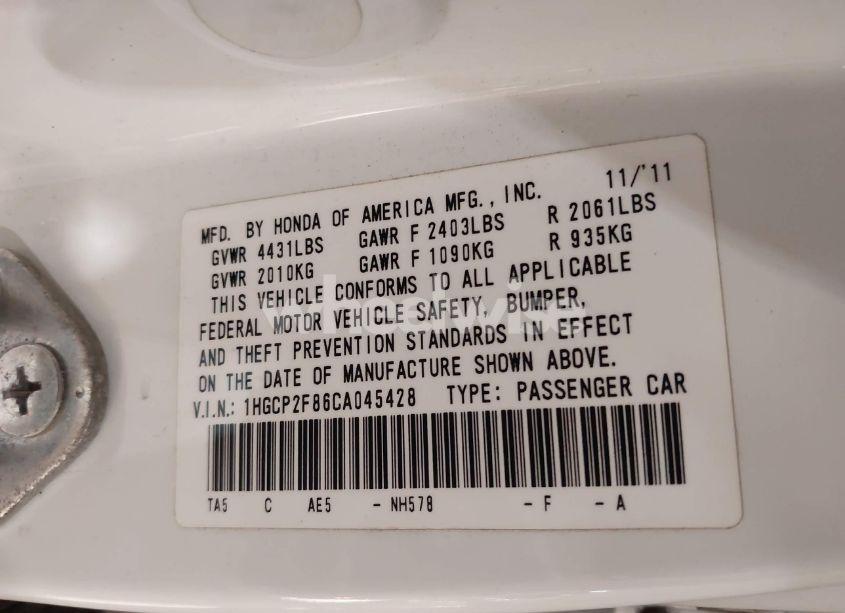 MFD. BY HONDA OF AMERICA MFG., INC. 11/'11
GVWR 4431LBS GAWR F 2403LBS R 2061LBS
GVWR 2010KG GAWR F 1090KG R 935KG
THIS VEHICLE CONFORMS TO ALL APPLICABLE
FEDERAL MOTOR VEHICLE SAFETY, BUMPER,
AND THEFT PREVENTION STANDARDS IN EFFECT
ON THE DATE OF MANUFACTURE SHOWN ABOVE.
V.I.N.: 1HGCP2F86CA045428 TYPE: PASSENGER CAR
TA5 C AE5 - NH578 - F - A
wheelwise